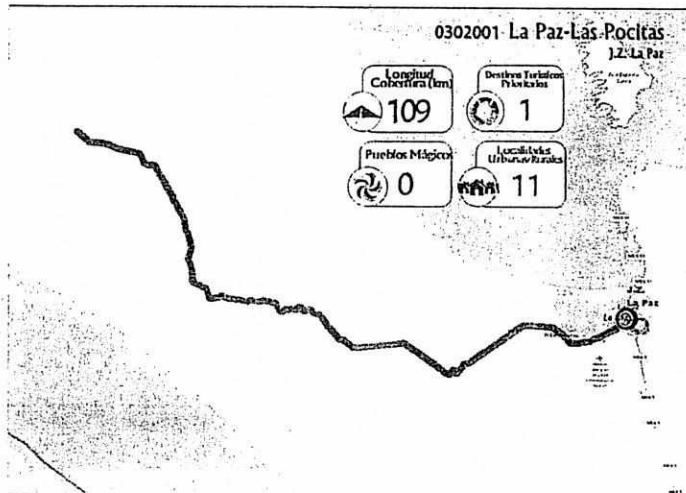 0302001 La Paz-Las Pocitas
J.Z. La Paz
Longitud
Cobertura (km)
109
Destinos Turísticos
Prioritarios
1
Pueblos Mágicos
0
Localidades
Urbanas/Rurales
11
J.Z.
La Paz